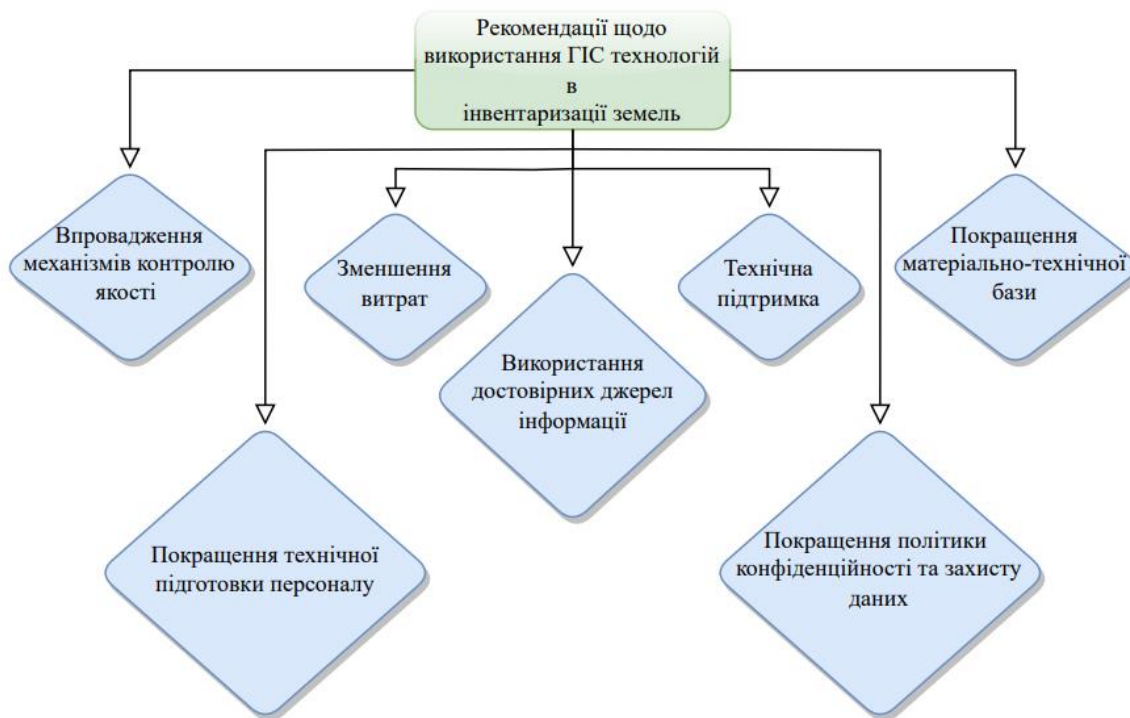 Рекомендації щодо
використання ГІС технологій
в
інвентаризації земель
Впровадження
механізмів контролю
якості
Зменшення
витрат
Використання
достовірних джерел
інформації
Технічна
підтримка
Покращення
матеріально-технічної
бази
Покращення технічної
підготовки персоналу
Покращення політики
конфіденційності та захисту
даних